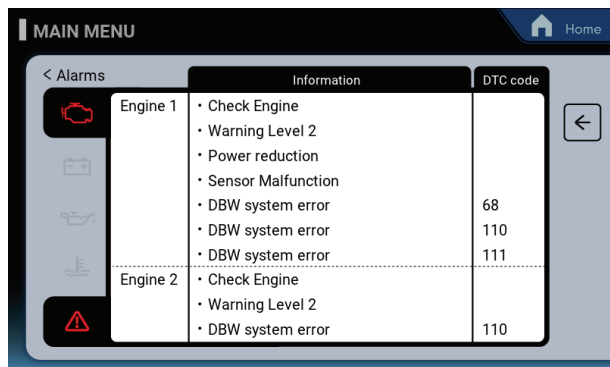 MAIN MENU
Home
< Alarms
Information DTC code
Engine 1 • Check Engine
• Warning Level 2
• Power reduction
• Sensor Malfunction
• DBW system error 68
• DBW system error 110
• DBW system error 111
Engine 2 • Check Engine
• Warning Level 2
• DBW system error 110